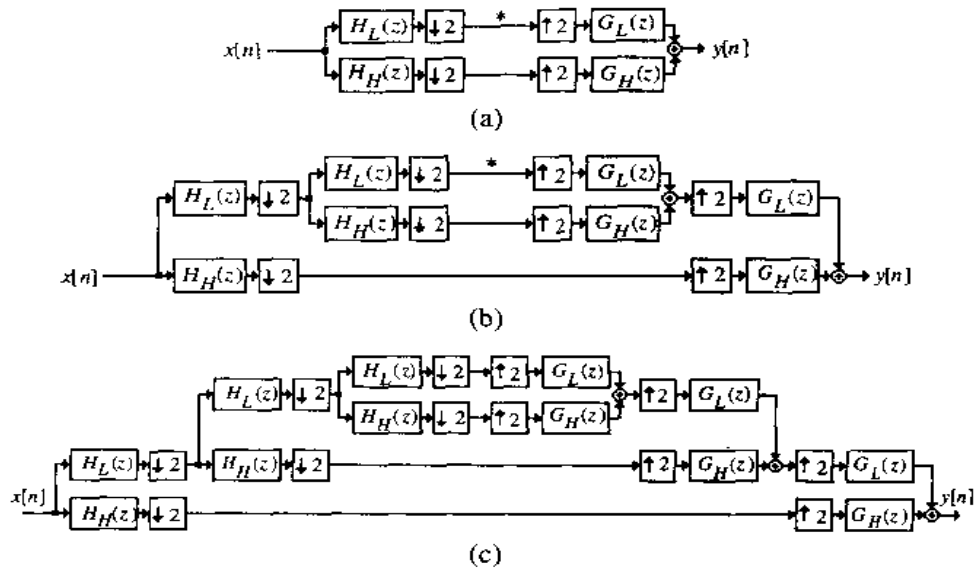 H_L(z) ↓2 * ↑2 G_L(z)
x[n] y[n]
H_H(z) ↓2 ↑2 G_H(z)
(a)
H_L(z) ↓2 * ↑2 G_L(z)
H_L(z) ↓2 ↑2 G_L(z)
H_H(z) ↓2 ↑2 G_H(z)
x[n] H_H(z) ↓2 ↑2 G_H(z) y[n]
(b)
H_L(z) ↓2 ↑2 G_L(z)
H_L(z) ↓2 ↑2 G_L(z)
H_H(z) ↓2 ↑2 G_H(z)
H_L(z) ↓2 H_H(z) ↓2 ↑2 G_H(z) ↑2 G_L(z)
x[n] y[n]
H_H(z) ↓2 ↑2 G_H(z)
(c)